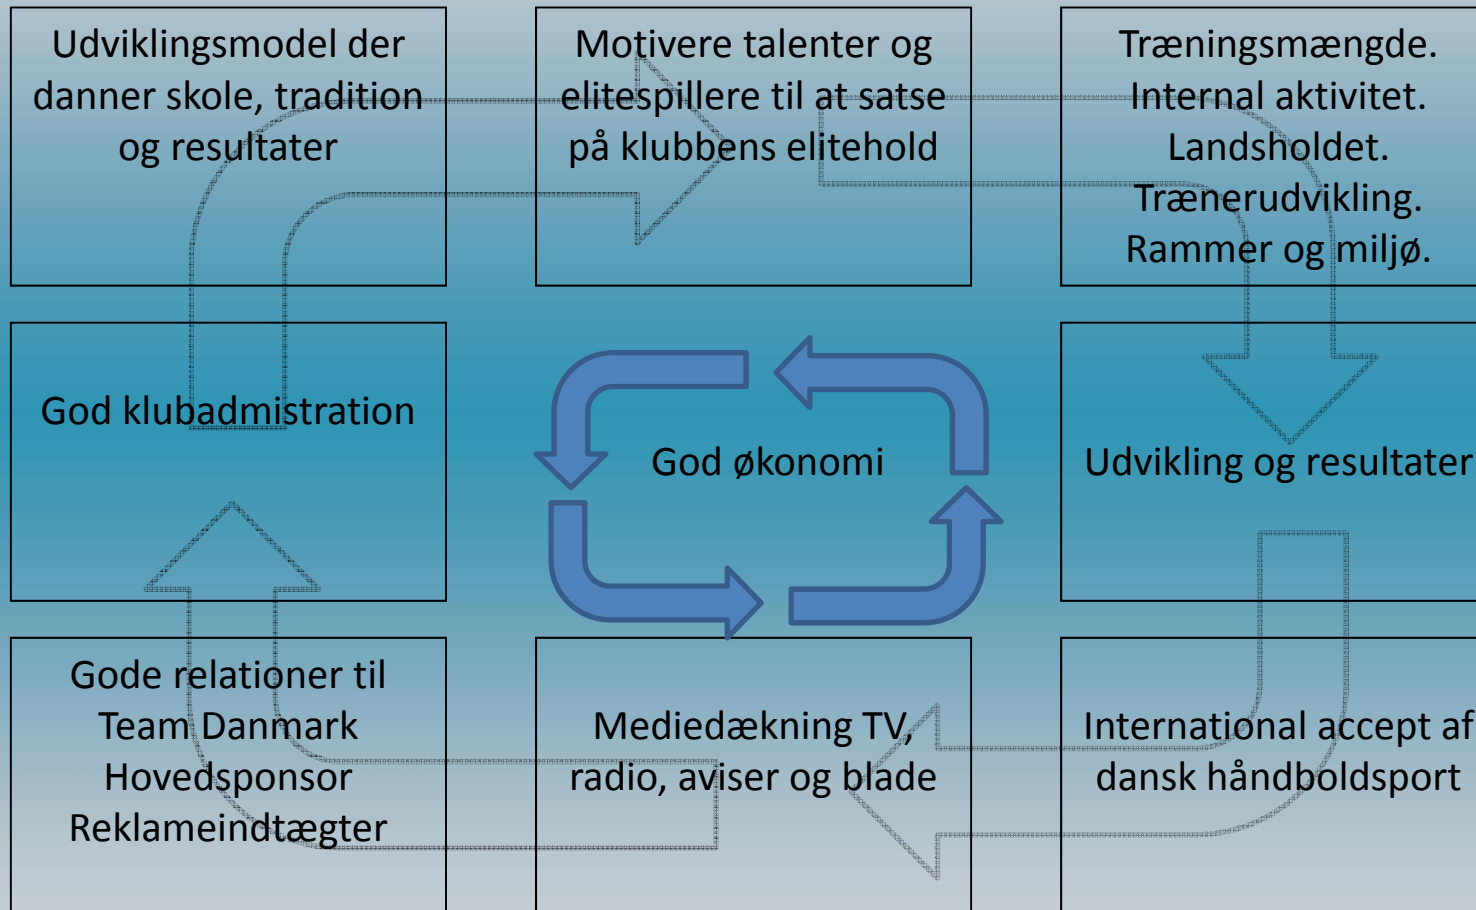 Udviklingsmodel der
danner skole, tradition
og resultater
Motivere talenter og
elitespillere til at satse
på klubbens elitehold
Træningsmængde.
Internal aktivitet.
Landsholdet.
Trænerudvikling.
Rammer og miljø.
God klubadmistration
God økonomi
Udvikling og resultater
Gode relationer til
Team Danmark
Hovedsponsor
Reklameindtægter
Mediedækning TV,
radio, aviser og blade
International accept af
dansk håndboldsport